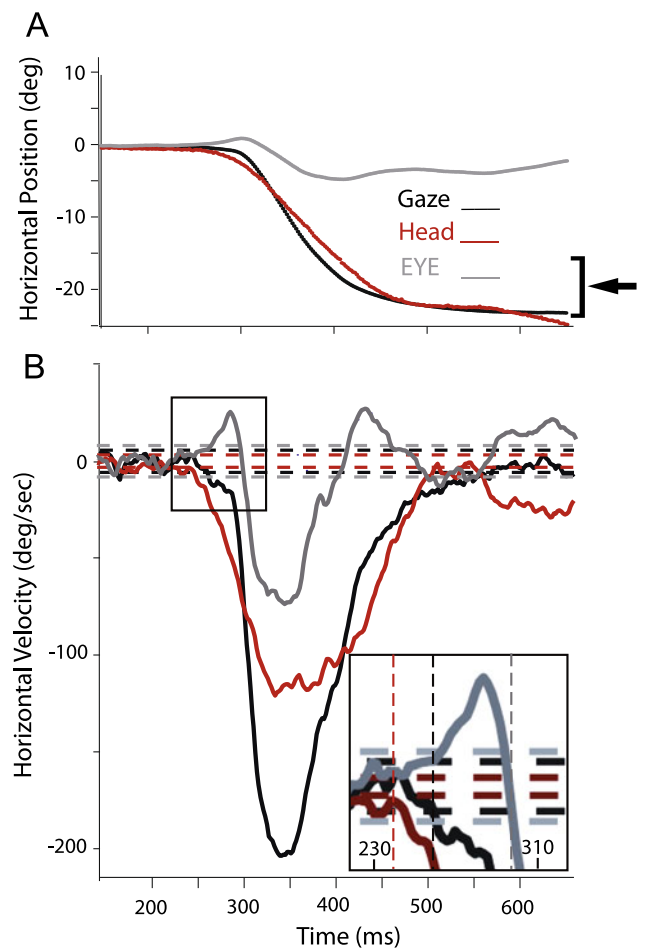 A
Horizontal Position (deg)
10
0
-10
-20
Gaze
Head
EYE
B
Horizontal Velocity (deg/sec)
0
-100
-200
230
310
200
300
400
500
600
Time (ms)